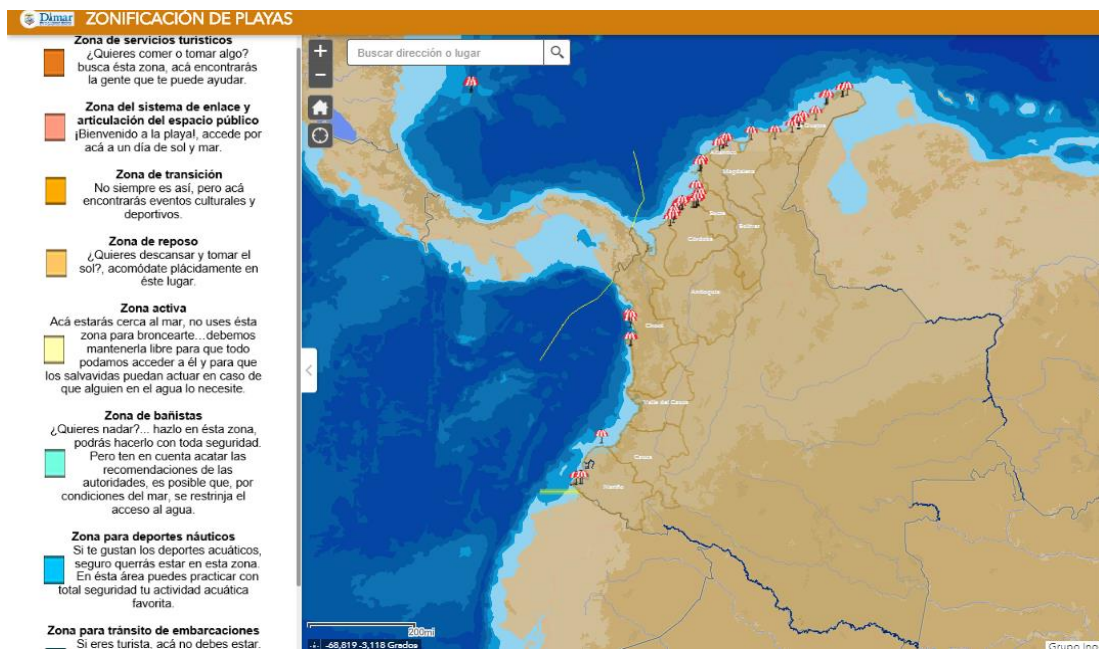 Dimar
ZONIFICACIÓN DE PLAYAS
Zona de servicios turísticos
¿Quieres comer o tomar algo?
busca ésta zona, acá encontrarás
la gente que te puede ayudar.
Zona del sistema de enlace y
articulación del espacio público
¡Bienvenido a la playa!, accede por
acá a un día de sol y mar.
Zona de transición
No siempre es así, pero acá
encontrarás eventos culturales y
deportivos.
Zona de reposo
¿Quieres descansar y tomar el
sol?, acomódate plácidamente en
éste lugar.
Zona activa
Acá estarás cerca al mar, no uses ésta
zona para broncearte...debemos
mantenerla libre para que todo
podamos acceder a él y para que
los salvavidas puedan actuar en caso de
que alguien en el agua lo necesite.
Zona de bañistas
¿Quieres nadar?... hazlo en ésta zona,
podrás hacerlo con toda seguridad.
Pero ten en cuenta acatar las
recomendaciones de las
autoridades, es posible que, por
condiciones del mar, se restrinja el
acceso al agua.
Zona para deportes náuticos
Si te gustan los deportes acuáticos,
seguro querrás estar en esta zona.
En ésta área puedes practicar con
total seguridad tu actividad acuática
favorita.
Zona para tránsito de embarcaciones
Si eres turista, acá no debes estar.
+
Buscar dirección o lugar
−
Magdalena
Sucre
Bolívar
Córdoba
Antioquia
Chocó
Valle del Cauca
Cauca
Nariño
200mi
-68,819 -3,118 Grados